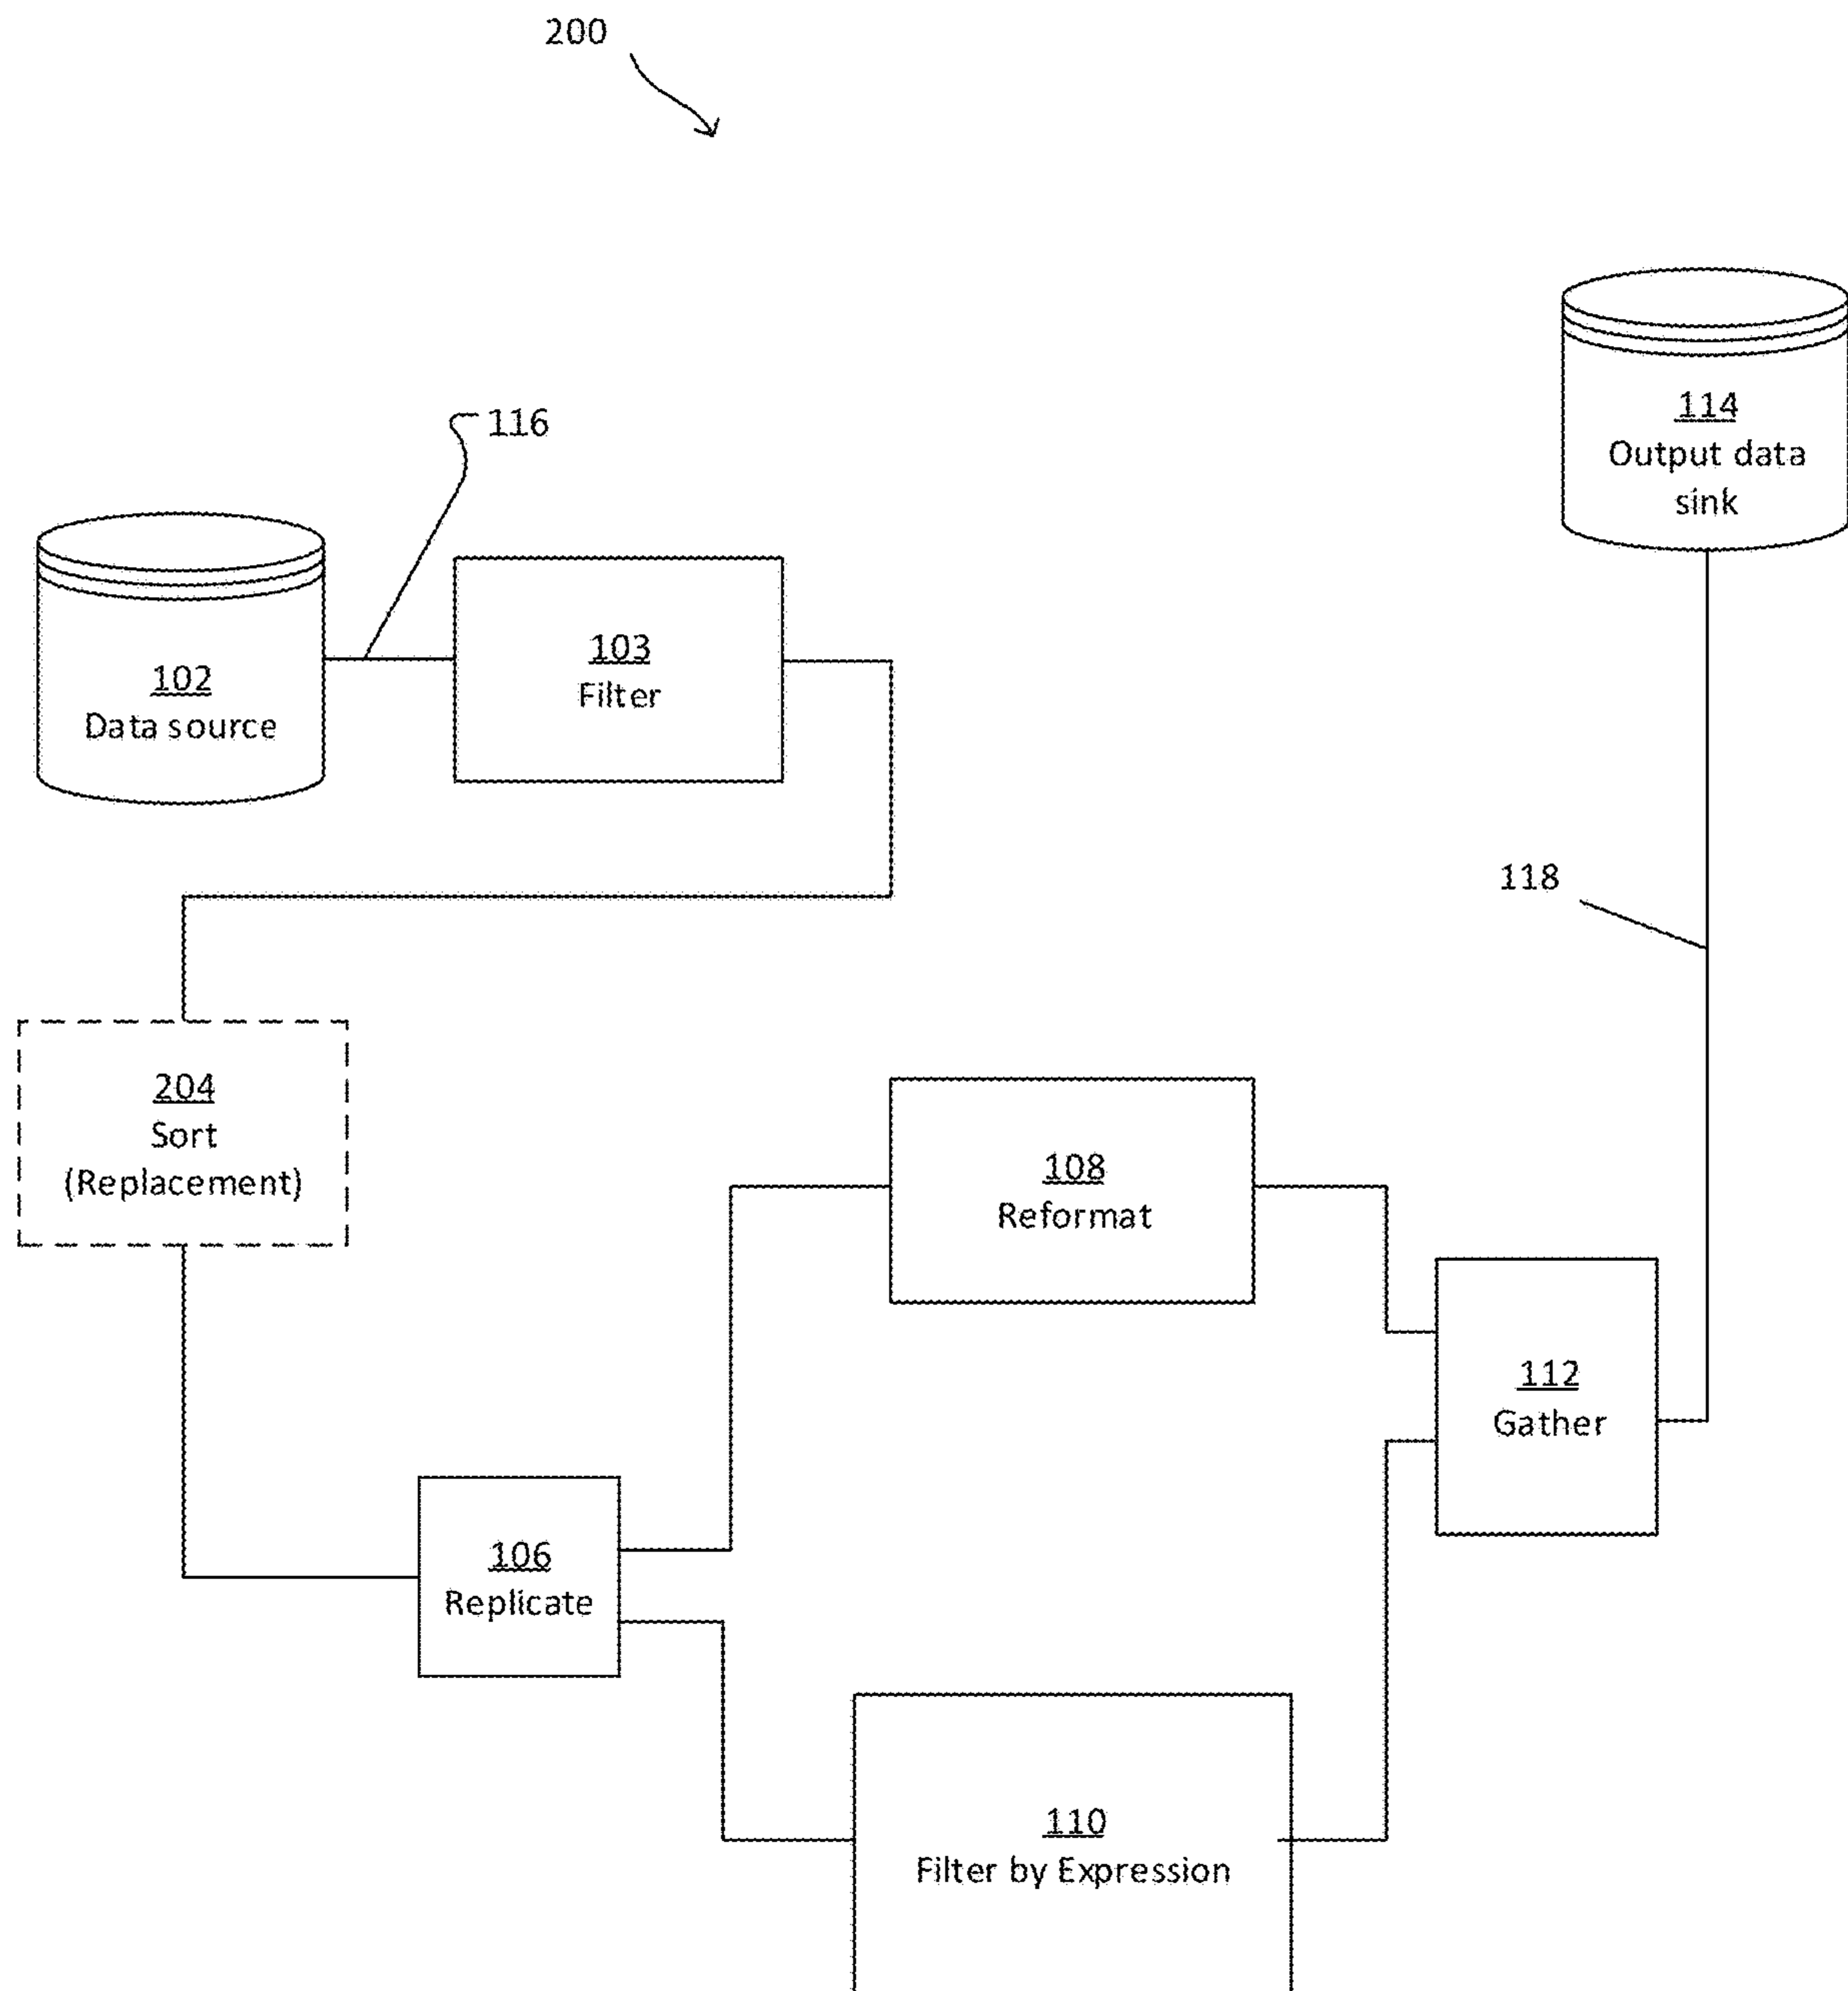 200
114
Output data
sink
116
103
Filter
102
Data source
118
204
Sort
(Replacement)
108
Reformat
112
Gather
106
Replicate
110
Filter by Expression